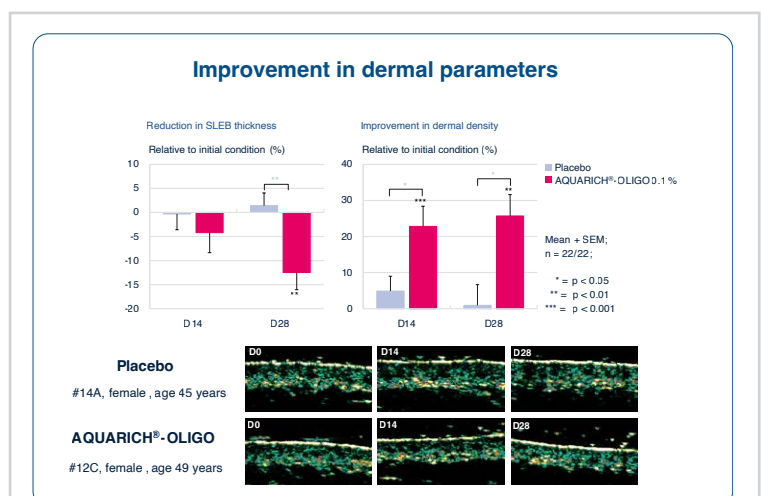 Improvement in dermal parameters
Reduction in SLEB thickness
Relative to initial condition (%)
10
5
0
-5
-10
-15
-20
**
**
D14
D28
Improvement in dermal density
Relative to initial condition (%)
40
30
20
10
0
*
***
*
**
D14
D28
Placebo
AQUARICH®-OLIGO 0.1 %
Mean + SEM;
n = 22/22;
* = p < 0.05
** = p < 0.01
*** = p < 0.001
Placebo
#14A, female , age 45 years
D0
D14
D28
AQUARICH®-OLIGO
#12C, female , age 49 years
D0
D14
D28